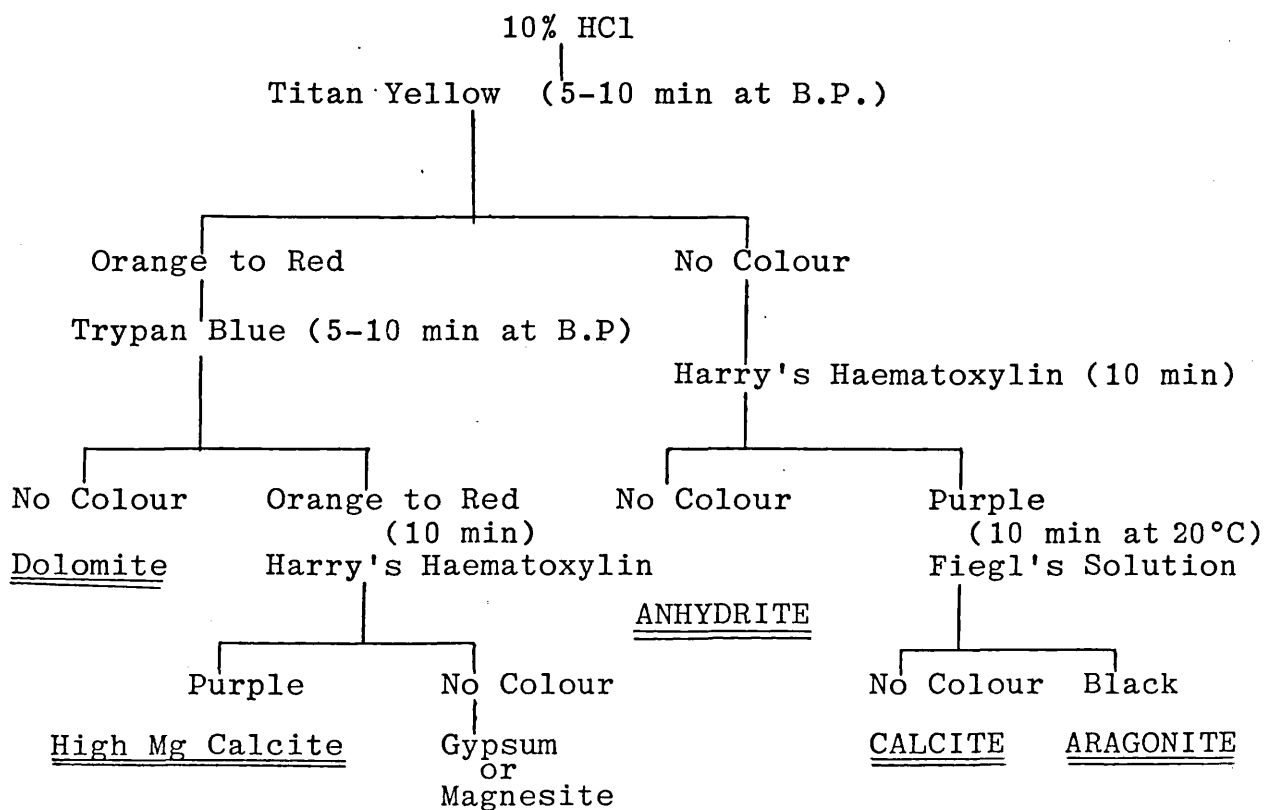 10% HCl
Titan Yellow (5-10 min at B.P.)
Orange to Red
No Colour
Trypan Blue (5-10 min at B.P)
Harry's Haematoxylin (10 min)
No Colour
Orange to Red
No Colour
Purple
(10 min)
(10 min at 20°C)
Dolomite
Harry's Haematoxylin
Fiegl's Solution
ANHYDRITE
Purple
No Colour
No Colour
Black
High Mg Calcite
Gypsum
CALCITE
ARAGONITE
or
Magnesite